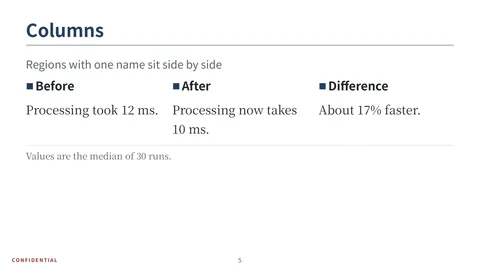 Columns
Regions with one name sit side by side
Before
Processing took 12 ms.
After
Processing now takes
10 ms.
Difference
About 17% faster.
Values are the median of 30 runs.
CONFIDENTIAL
5